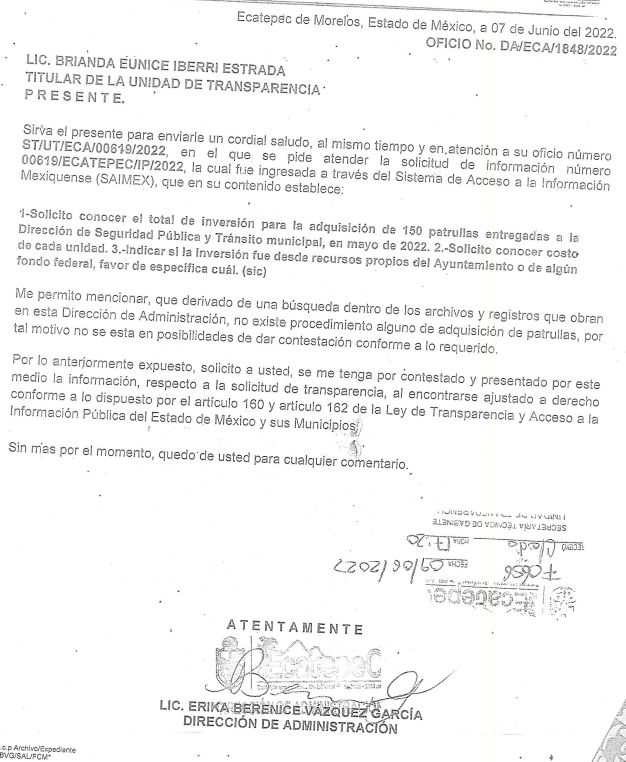 Ecatepec de Morelos, Estado de México, a 07 de Junio del 2022.
OFICIO No. DA/ECA/1848/2022
LIC. BRIANDA EUNICE IBERRI ESTRADA
TITULAR DE LA UNIDAD DE TRANSPARENCIA
P R E S E N T E.
Sirva el presente para enviarle un cordial saludo, al mismo tiempo y en atención a su oficio número
ST/UT/ECA/00619/2022, en el que se pide atender la solicitud de información número
00619/ECATEPEC/IP/2022, la cual fue ingresada a través del Sistema de Acceso a la Información
Mexiquense (SAIMEX), que en su contenido establece:
1-Solicito conocer el total de inversión para la adquisición de 150 patrullas entregadas a la
Dirección de Seguridad Pública y Tránsito municipal, en mayo de 2022. 2.-Solicito conocer costo
de cada unidad. 3.-Indicar si la inversión fue desde recursos propios del Ayuntamiento o de algún
fondo federal, favor de específica cuál. (sic)
Me permito mencionar, que derivado de una búsqueda dentro de los archivos y registros que obran
en esta Dirección de Administración, no existe procedimiento alguno de adquisición de patrullas, por
tal motivo no se esta en posibilidades de dar contestación conforme a lo requerido.
Por lo anteriormente expuesto, solicito a usted, se me tenga por contestado y presentado por este
medio la información, respecto a la solicitud de transparencia, al encontrarse ajustado a derecho
conforme a lo dispuesto por el artículo 160 y artículo 162 de la Ley de Transparencia y Acceso a la
Información Pública del Estado de México y sus Municipios
Sin mas por el momento, quedo de usted para cualquier comentario.
Ecatepec
FECHA 09/06/2022
RECIBIÓ HORA 17:20
SECRETARÍA TÉCNICA DE GABINETE
UNIDAD DE TRANSPARENCIA
A T E N T A M E N T E
Ecatepec
LIC. ERIKA BERENICE VÁZQUEZ GARCÍA
DIRECCIÓN DE ADMINISTRACIÓN
.c.p Archivo/Expediente
BVG/SAL/FCM*